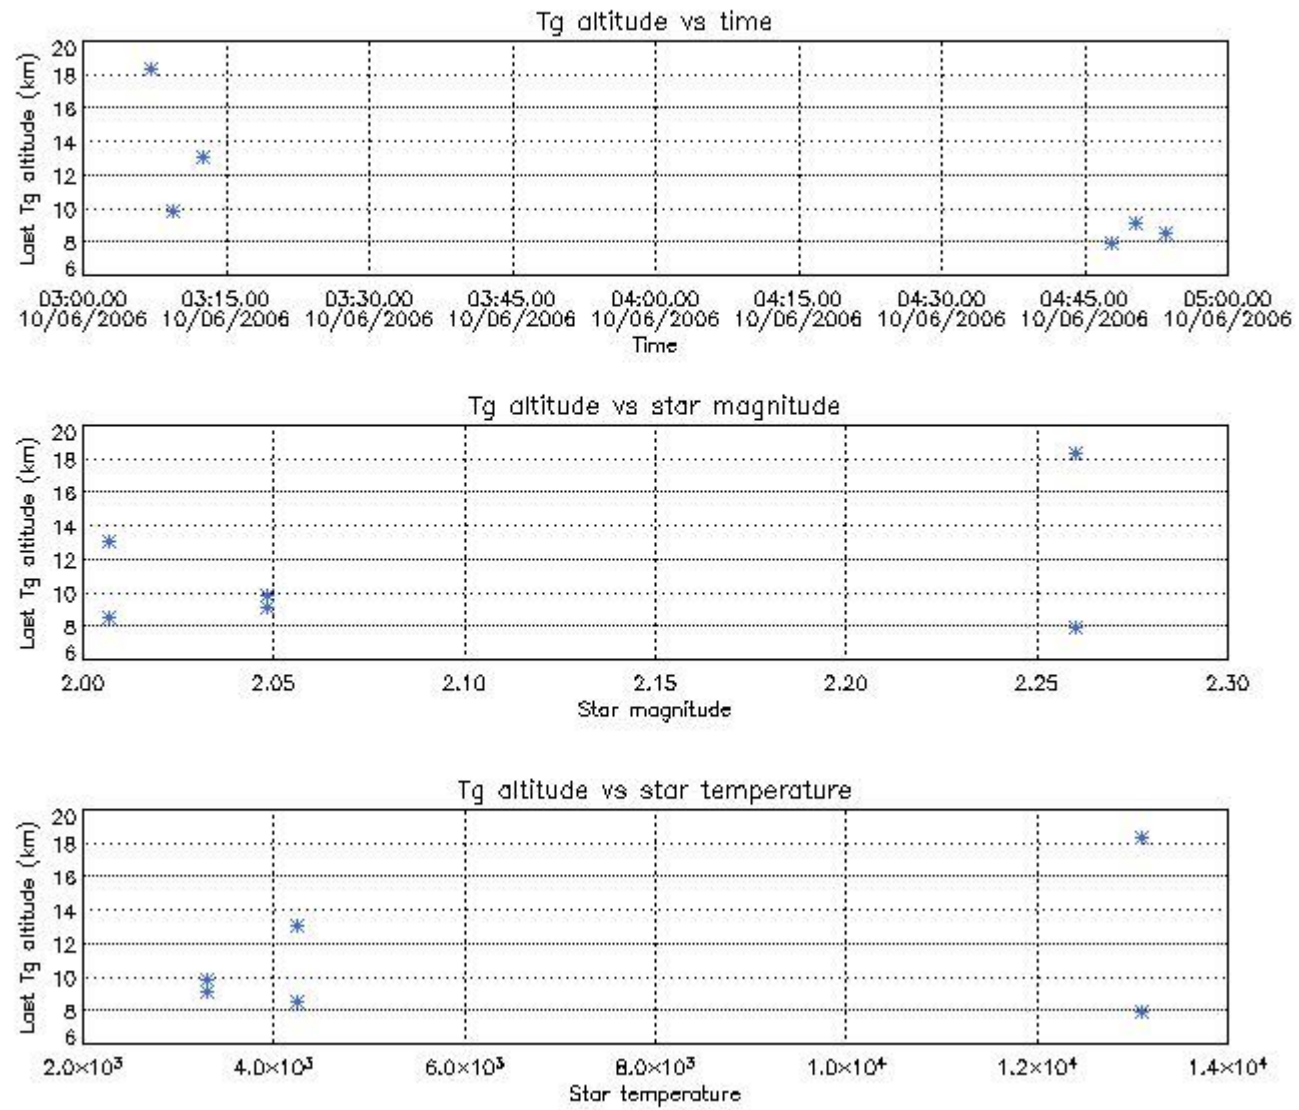 Tg altitude vs time
Last Tg altitude (km)
20
18
16
14
12
10
8
6
03:00.00 03:15.00 03:30.00 03:45.00 04:00.00 04:15.00 04:30.00 04:45.00 05:00.00
10/06/2006 10/06/2006 10/06/2006 10/06/2006 10/06/2006 10/06/2006 10/06/2006 10/06/2006 10/06/2006
Time
Tg altitude vs star magnitude
Last Tg altitude (km)
20
18
16
14
12
10
8
6
2.00 2.05 2.10 2.15 2.20 2.25 2.30
Star magnitude
Tg altitude vs star temperature
Last Tg altitude (km)
20
18
16
14
12
10
8
6
2.0×10³ 4.0×10³ 6.0×10³ 8.0×10³ 1.0×10⁴ 1.2×10⁴ 1.4×10⁴
Star temperature